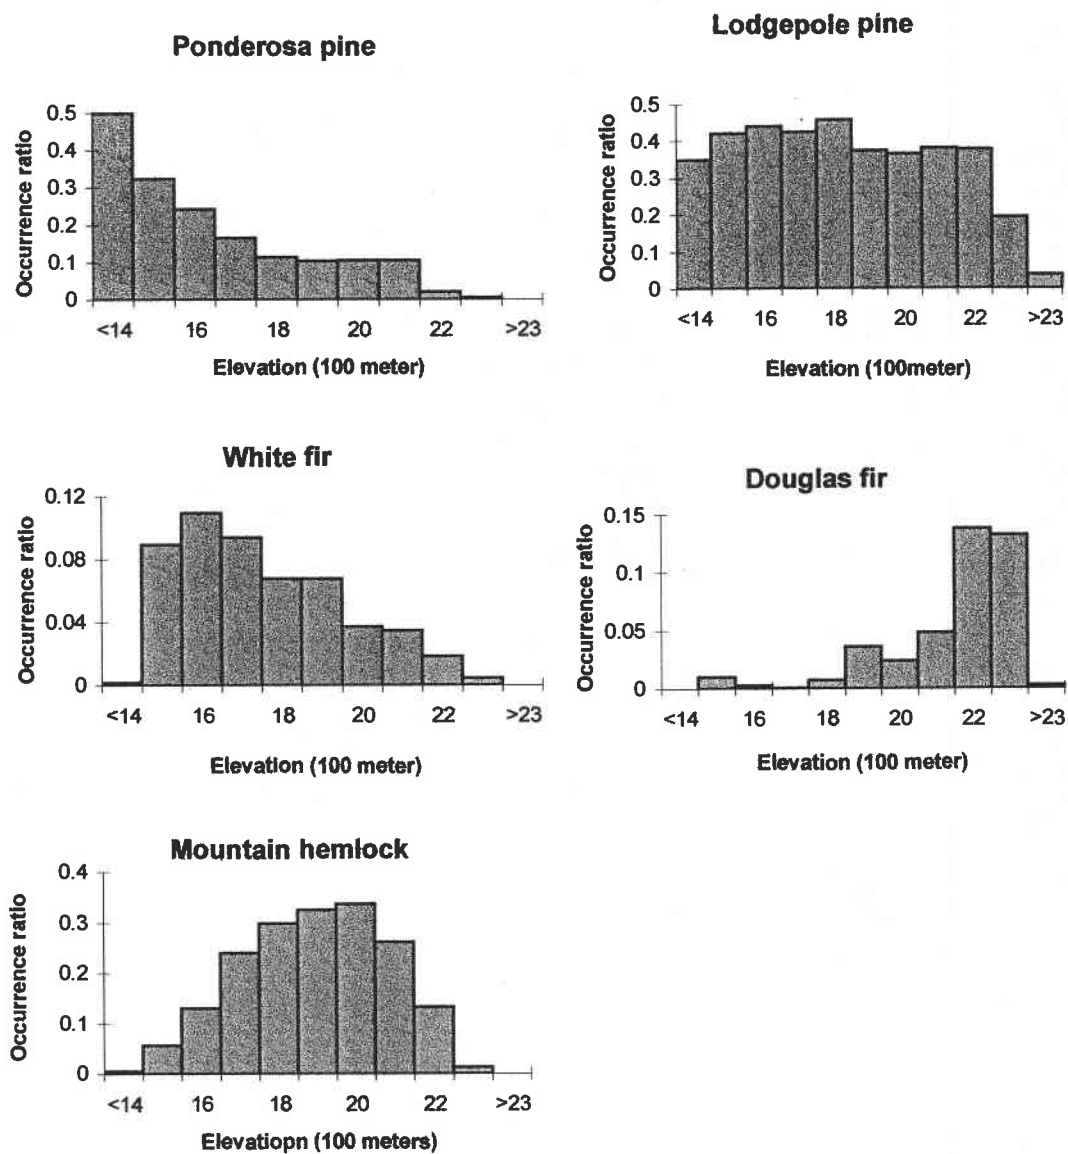 Ponderosa pine
Occurrence ratio
0.5
0.4
0.3
0.2
0.1
0
<14 16 18 20 22 >23
Elevation (100 meter)
Lodgepole pine
Occurrence ratio
0.5
0.4
0.3
0.2
0.1
0
<14 16 18 20 22 >23
Elevation (100meter)
White fir
Occurrence ratio
0.12
0.08
0.04
0
<14 16 18 20 22 >23
Elevation (100 meter)
Douglas fir
Occurrence ratio
0.15
0.1
0.05
0
<14 16 18 20 22 >23
Elevation (100 meter)
Mountain hemlock
Occurrence ratio
0.4
0.3
0.2
0.1
0
<14 16 18 20 22 >23
Elevatiopn (100 meters)